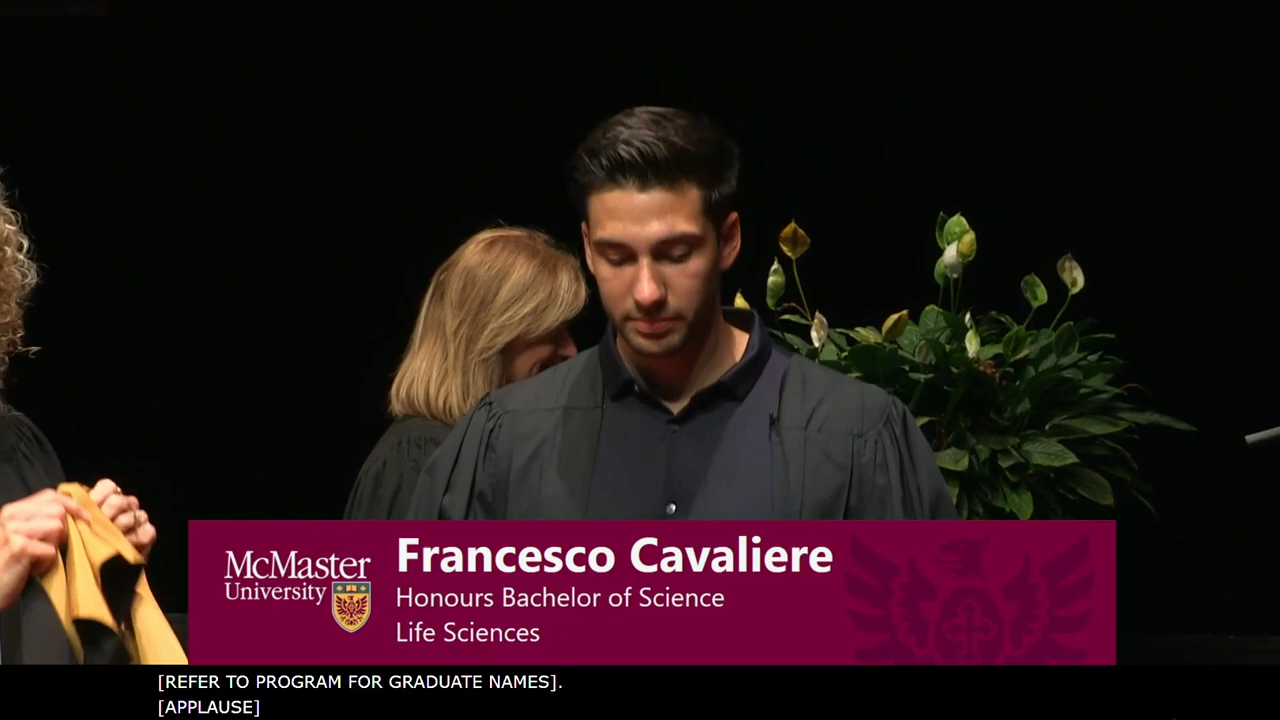 McMaster
University
Francesco Cavaliere
Honours Bachelor of Science
Life Sciences
[REFER TO PROGRAM FOR GRADUATE NAMES].
[APPLAUSE]